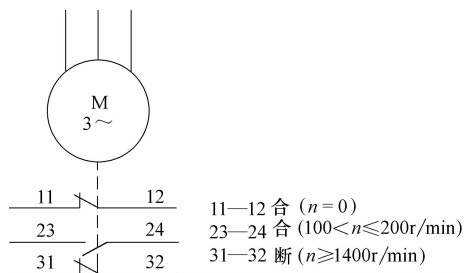 M
3～
11 12 11—12 合 (n=0)
23 24 23—24 合 (100<n≤200r/min)
31 32 31—32 断 (n≥1400r/min)